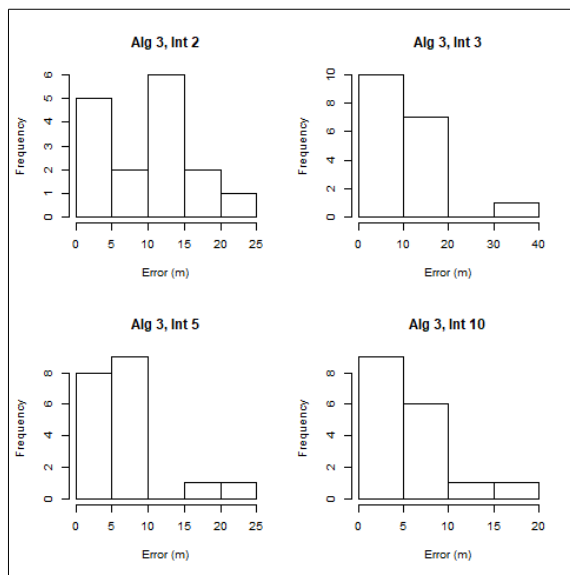 Alg 3, Int 2
Frequency
0 1 2 3 4 5 6
0 5 10 15 20 25
Error (m)
Alg 3, Int 3
Frequency
0 2 4 6 8 10
0 10 20 30 40
Error (m)
Alg 3, Int 5
Frequency
0 2 4 6 8
0 5 10 15 20 25
Error (m)
Alg 3, Int 10
Frequency
0 2 4 6 8
0 5 10 15 20
Error (m)